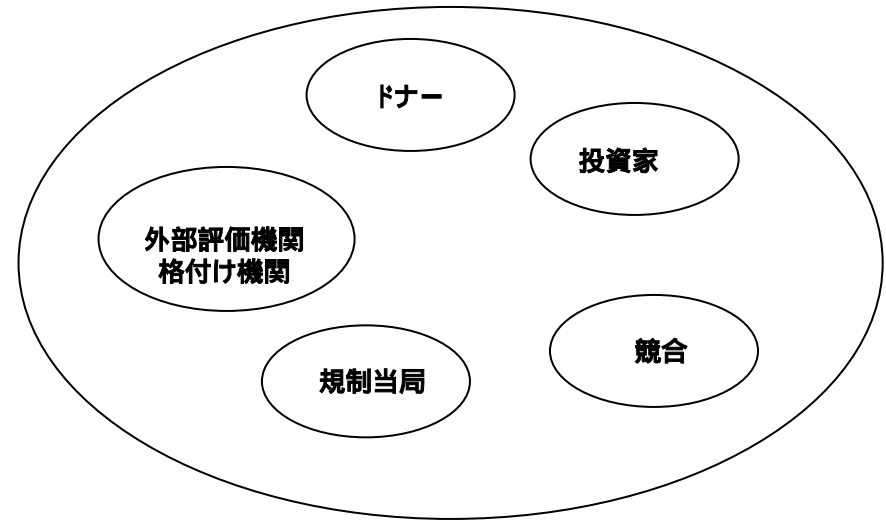 ドナー
投資家
外部評価機関
格付け機関
競合
規制当局